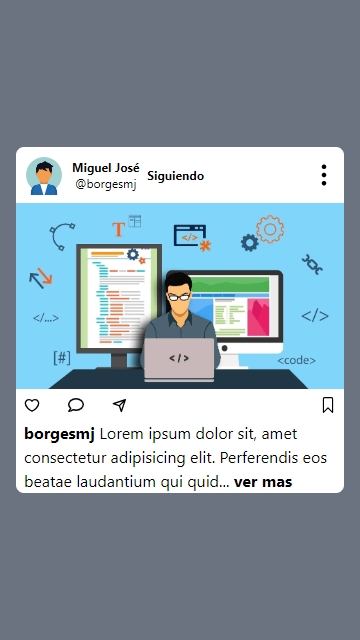 Miguel José
@borgesmj
Siguiendo
T
</>
</...>
</>
[#]
</>
<code>
borgesmj Lorem ipsum dolor sit, amet
consectetur adipisicing elit. Perferendis eos
beatae laudantium qui quid... ver mas